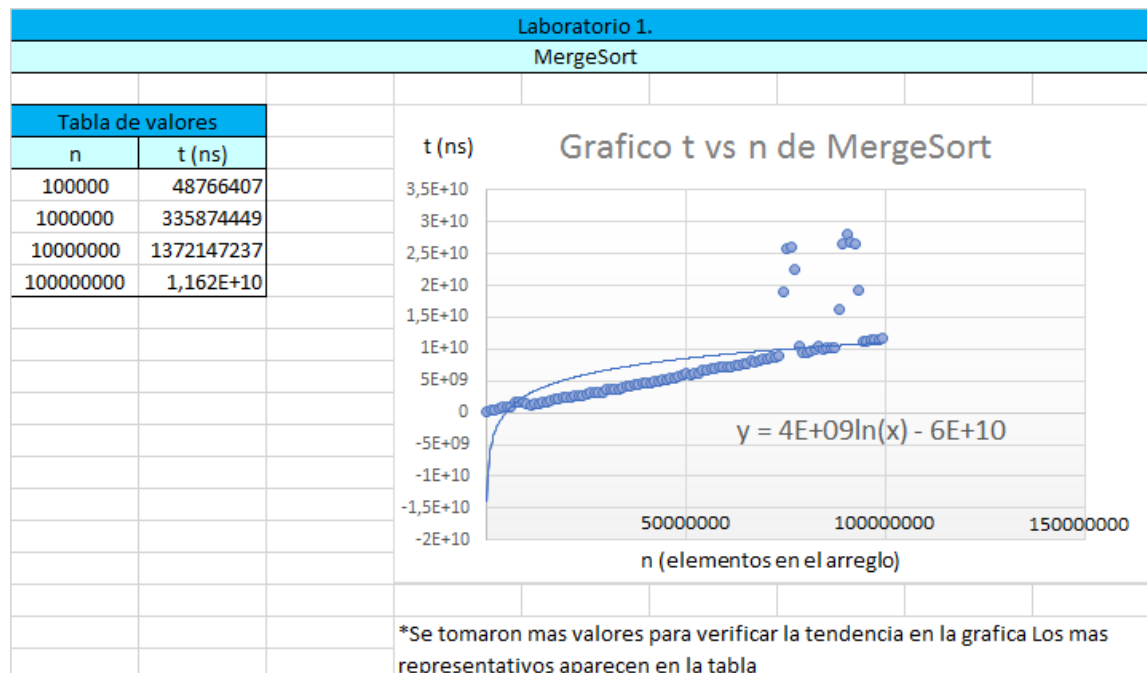 Laboratorio 1.
MergeSort
Tabla de valores
n t (ns)
100000 48766407
1000000 335874449
10000000 1372147237
100000000 1,162E+10
t (ns)
Grafico t vs n de MergeSort
3,5E+10
3E+10
2,5E+10
2E+10
1,5E+10
1E+10
5E+09
0
-5E+09
-1E+10
-1,5E+10
-2E+10
y = 4E+09ln(x) - 6E+10
50000000 100000000 150000000
n (elementos en el arreglo)
*Se tomaron mas valores para verificar la tendencia en la grafica Los mas
representativos aparecen en la tabla